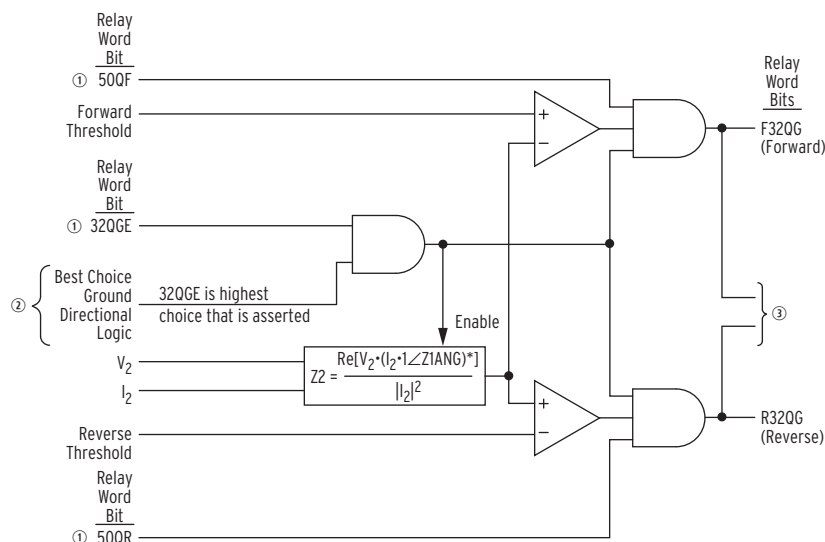 Relay
Word
Bit
① 50QF
Forward
Threshold
+
−
Relay
Word
Bits
F32QG
(Forward)
Relay
Word
Bit
① 32QGE
② Best Choice
Ground
Directional
Logic
32QGE is highest
choice that is asserted
Enable
③
V2
I2
Z2 = Re[V2•(I2•1∠Z1ANG)*]
|I2|2
Reverse
Threshold
+
−
R32QG
(Reverse)
Relay
Word
Bit
① 50QR